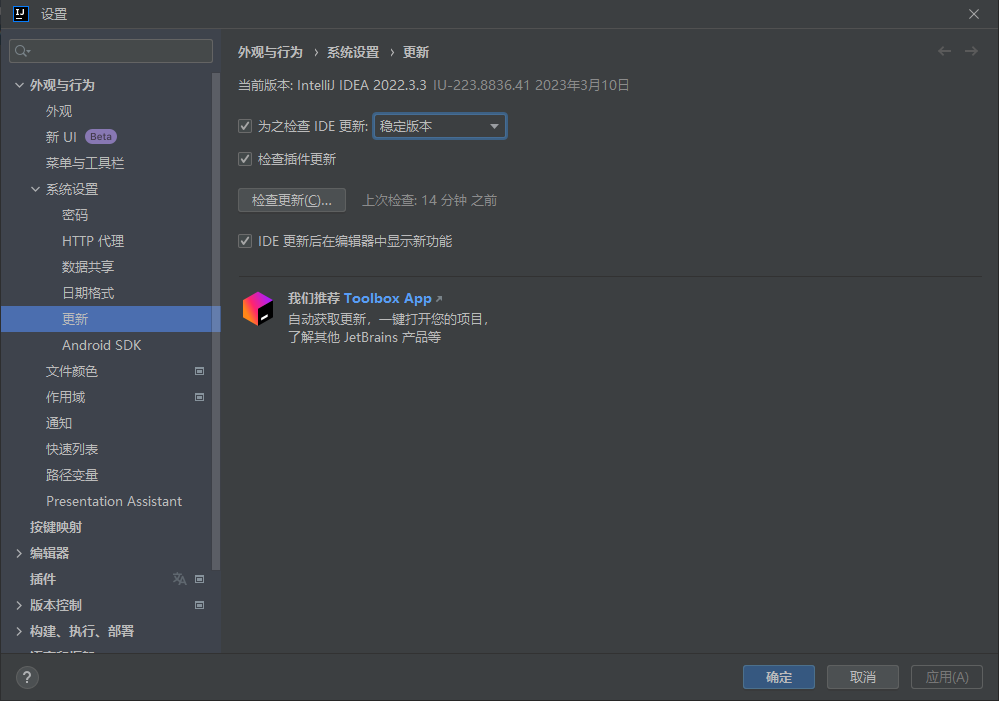 设置
外观与行为
外观
新 UI Beta
菜单与工具栏
系统设置
密码
HTTP 代理
数据共享
日期格式
更新
Android SDK
文件颜色
作用域
通知
快速列表
路径变量
Presentation Assistant
按键映射
编辑器
插件
版本控制
构建、执行、部署
外观与行为 › 系统设置 › 更新
当前版本: IntelliJ IDEA 2022.3.3 IU-223.8836.41 2023年3月10日
为之检查 IDE 更新: 稳定版本
检查插件更新
检查更新(C)... 上次检查: 14 分钟 之前
IDE 更新后在编辑器中显示新功能
我们推荐 Toolbox App ↗
自动获取更新，一键打开您的项目，
了解其他 JetBrains 产品等
? 确定 取消 应用(A)